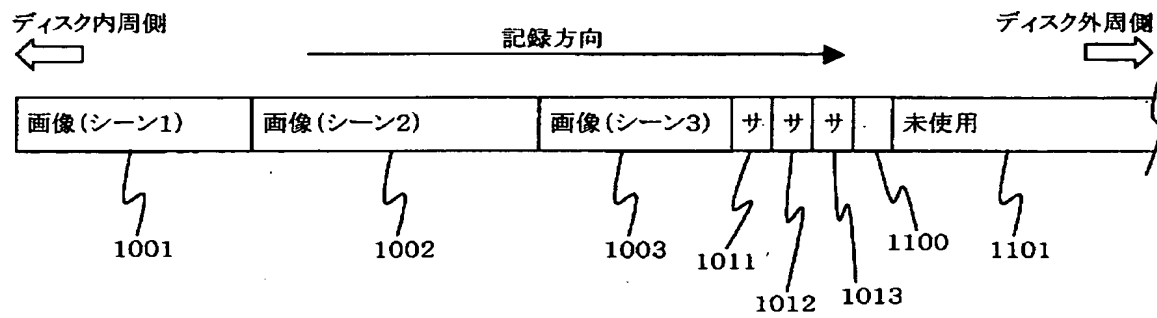 ディスク内周側
ディスク外周側
記録方向
画像(シーン1)
画像(シーン2)
画像(シーン3)
サ
サ
サ
未使用
1001
1002
1003
1011
1012
1013
1100
1101